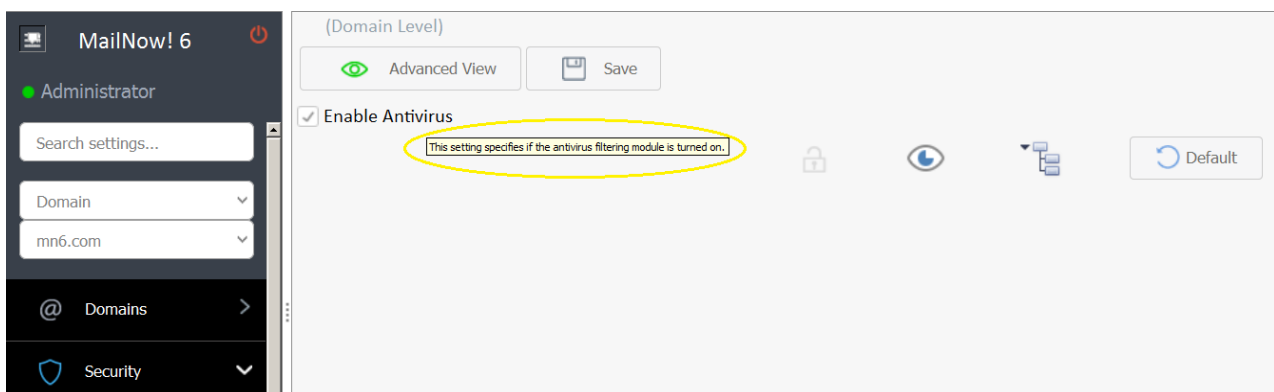 MailNow! 6
Administrator
Search settings...
Domain
mn6.com
@ Domains
Security
(Domain Level)
Advanced View
Save
Enable Antivirus
This setting specifies if the antivirus filtering module is turned on.
Default